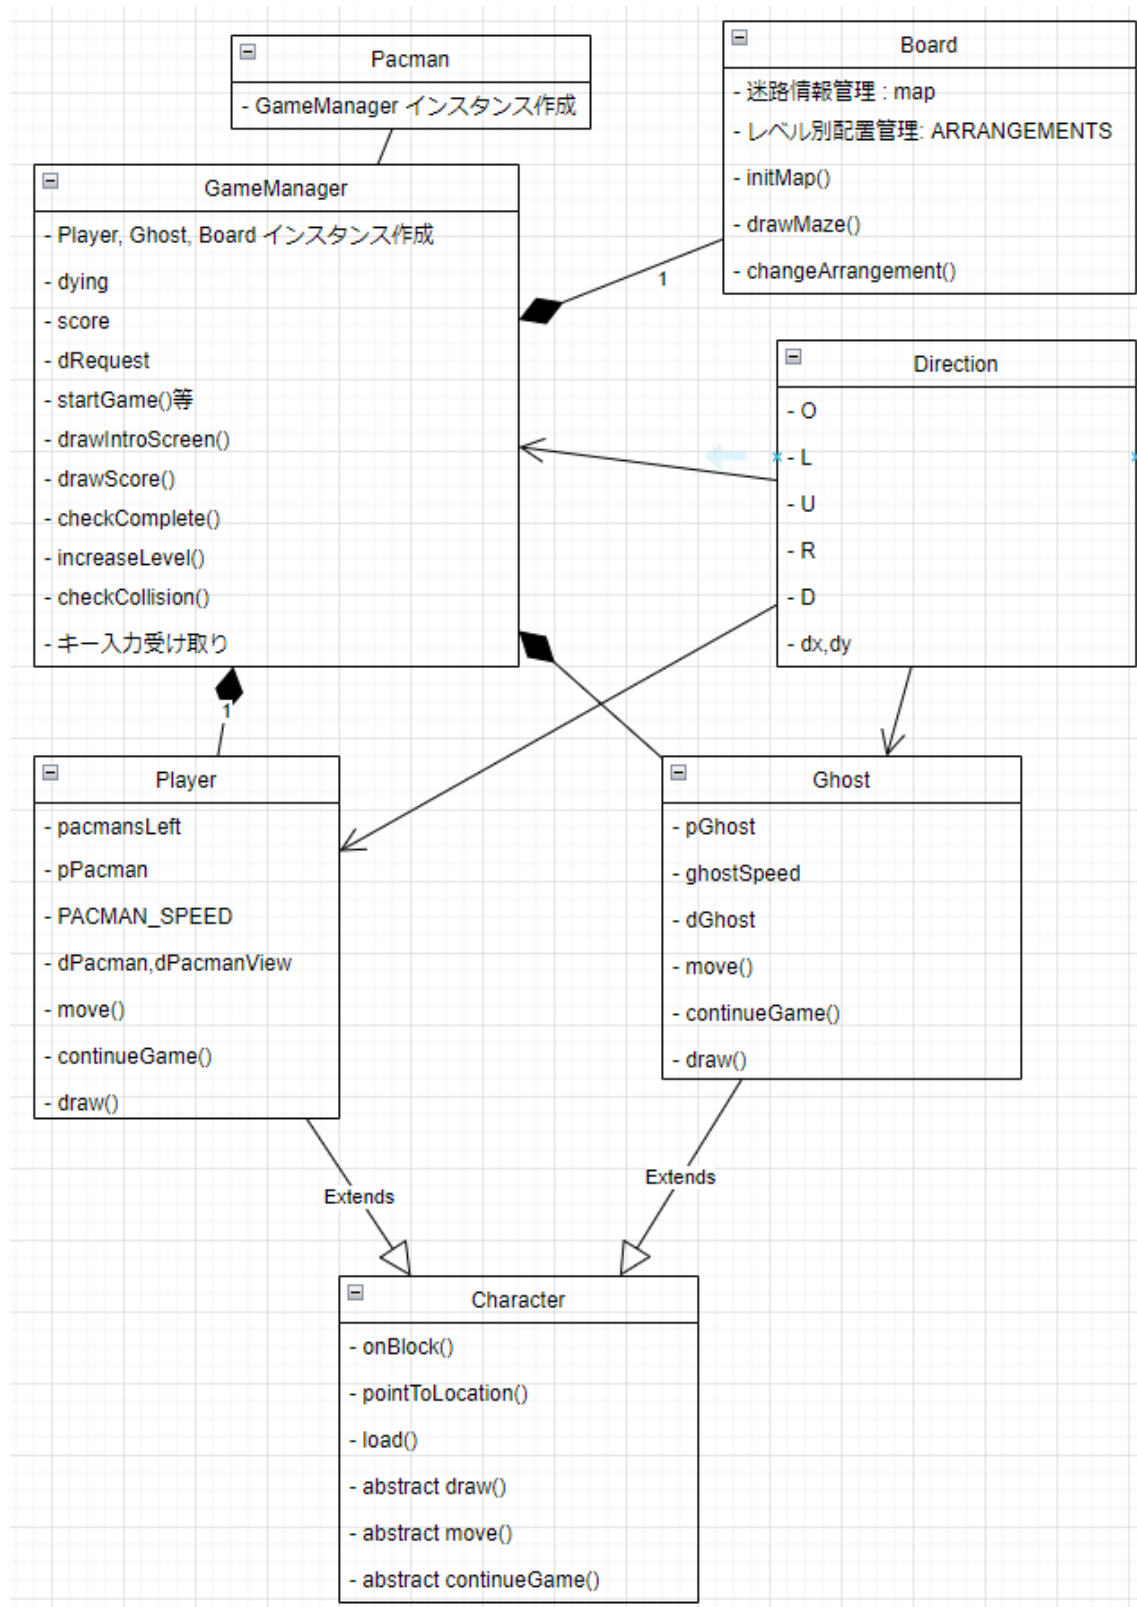 Pacman
- GameManager インスタンス作成
Board
- 迷路情報管理 : map
- レベル別配置管理: ARRANGEMENTS
- initMap()
- drawMaze()
- changeArrangement()
GameManager
- Player, Ghost, Board インスタンス作成
- dying
- score
- dRequest
- startGame()等
- drawIntroScreen()
- drawScore()
- checkComplete()
- increaseLevel()
- checkCollision()
- キー入力受け取り
1
Direction
- O
- L
- U
- R
- D
- dx,dy
1
Player
- pacmansLeft
- pPacman
- PACMAN_SPEED
- dPacman,dPacmanView
- move()
- continueGame()
- draw()
Ghost
- pGhost
- ghostSpeed
- dGhost
- move()
- continueGame()
- draw()
Extends
Extends
Character
- onBlock()
- pointToLocation()
- load()
- abstract draw()
- abstract move()
- abstract continueGame()